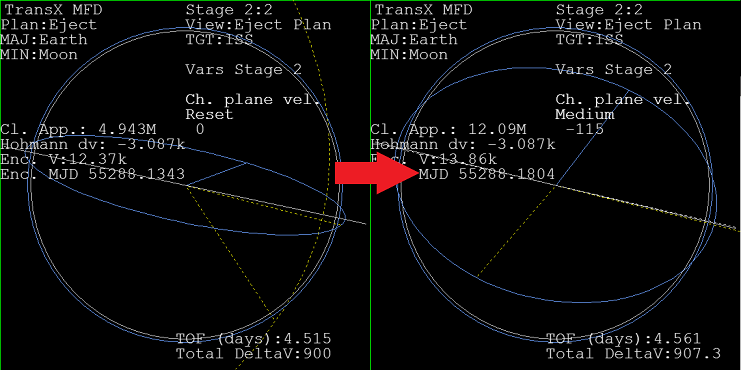 TransX MFD Stage 2:2
Plan:Eject View:Eject Plan
MAJ:Earth TGT:ISS
MIN:Moon
Vars Stage 2
Ch. plane vel.
Reset
Cl. App.: 4.943M 0
Hohmann dv: -3.087k
Enc. V:12.37k
Enc. MJD 55288.1343
TOF (days):4.515
Total DeltaV:900
TransX MFD Stage 2:2
Plan:Eject View:Eject Plan
MAJ:Earth TGT:ISS
MIN:Moon
Vars Stage 2
Ch. plane vel.
Medium
Cl. App.: 12.09M -115
Hohmann dv: -3.087k
Enc. V:13.86k
MJD 55288.1804
TOF (days):4.561
Total DeltaV:907.3